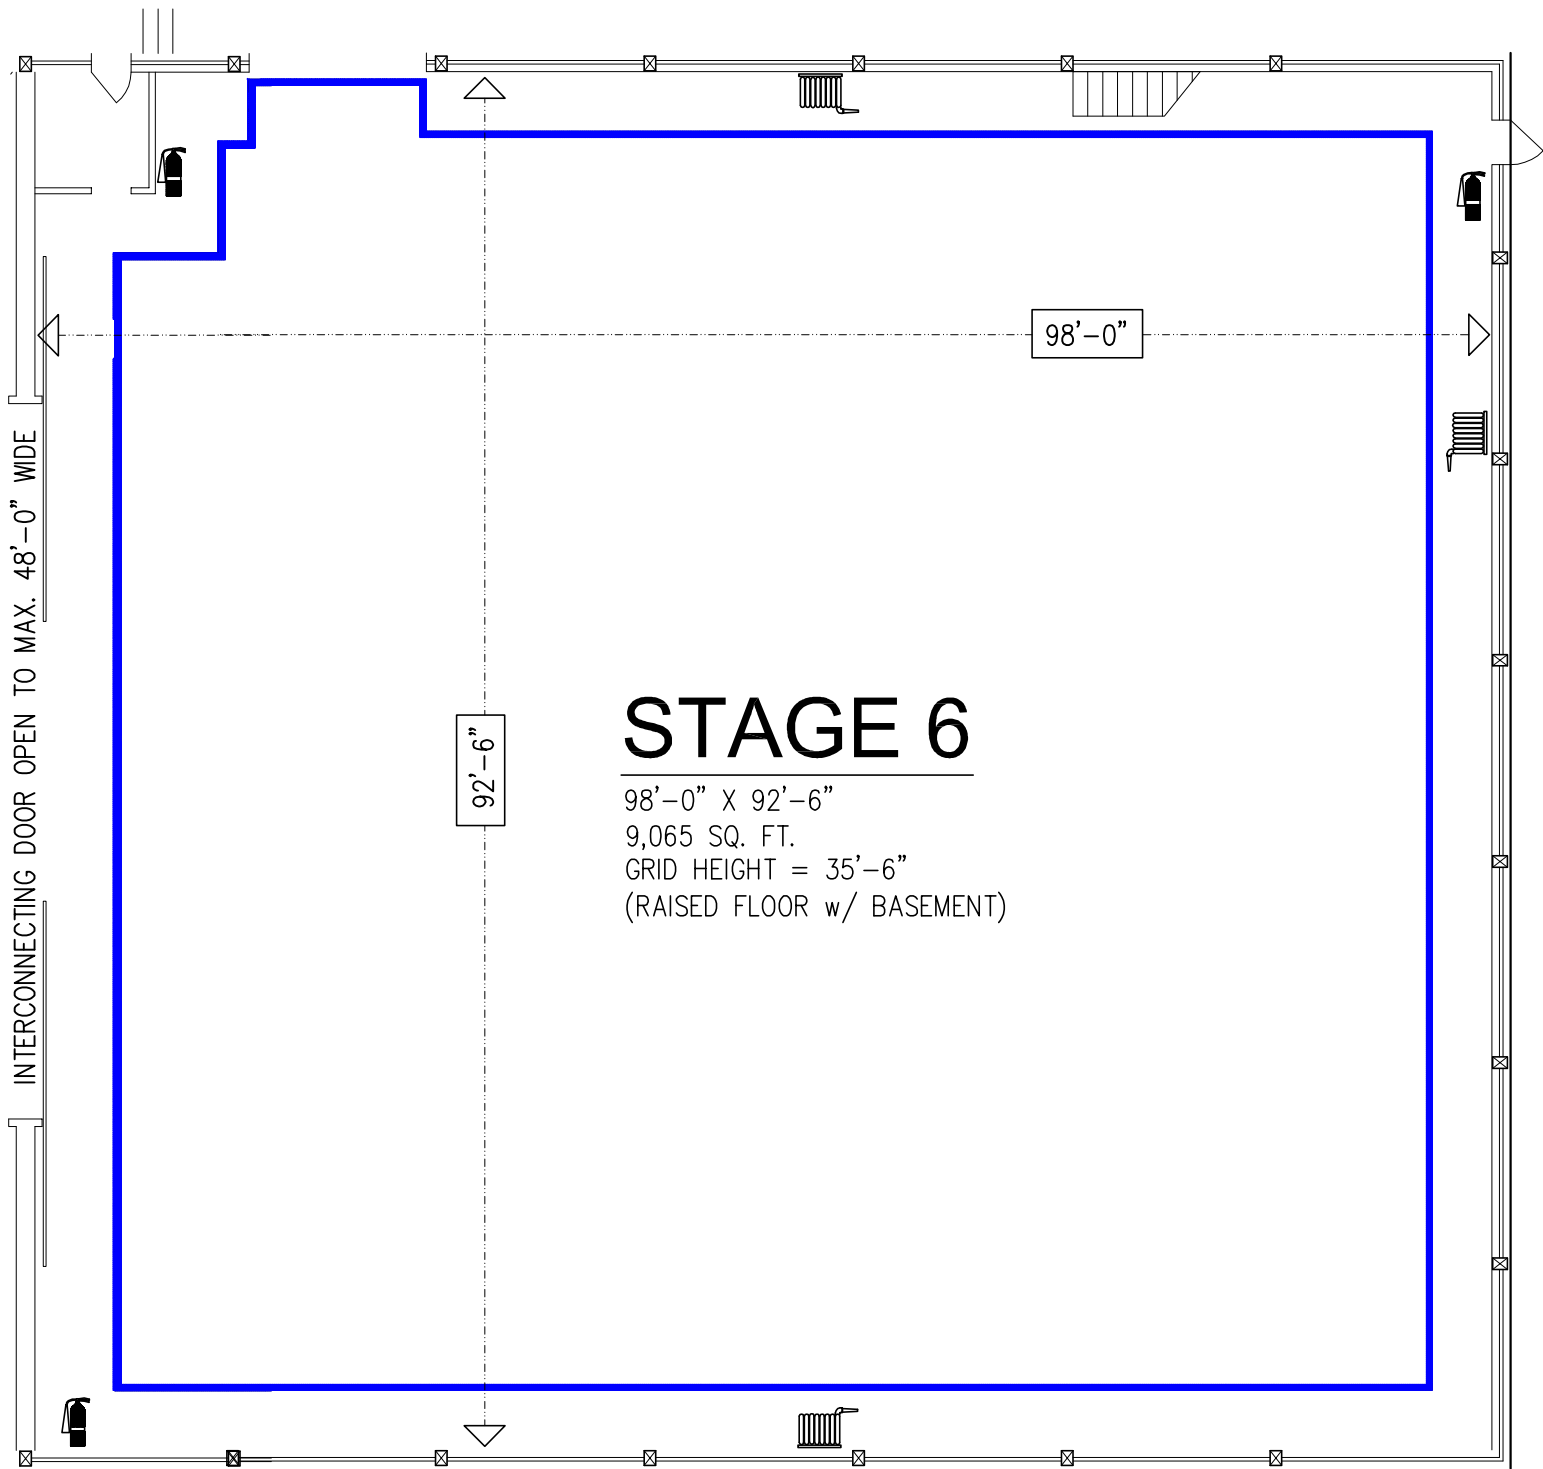 98'-0"
INTERCONNECTING DOOR OPEN TO MAX. 48'-0" WIDE
92'-6"
STAGE 6
98'-0" X 92'-6"
9,065 SQ. FT.
GRID HEIGHT = 35'-6"
(RAISED FLOOR w/ BASEMENT)